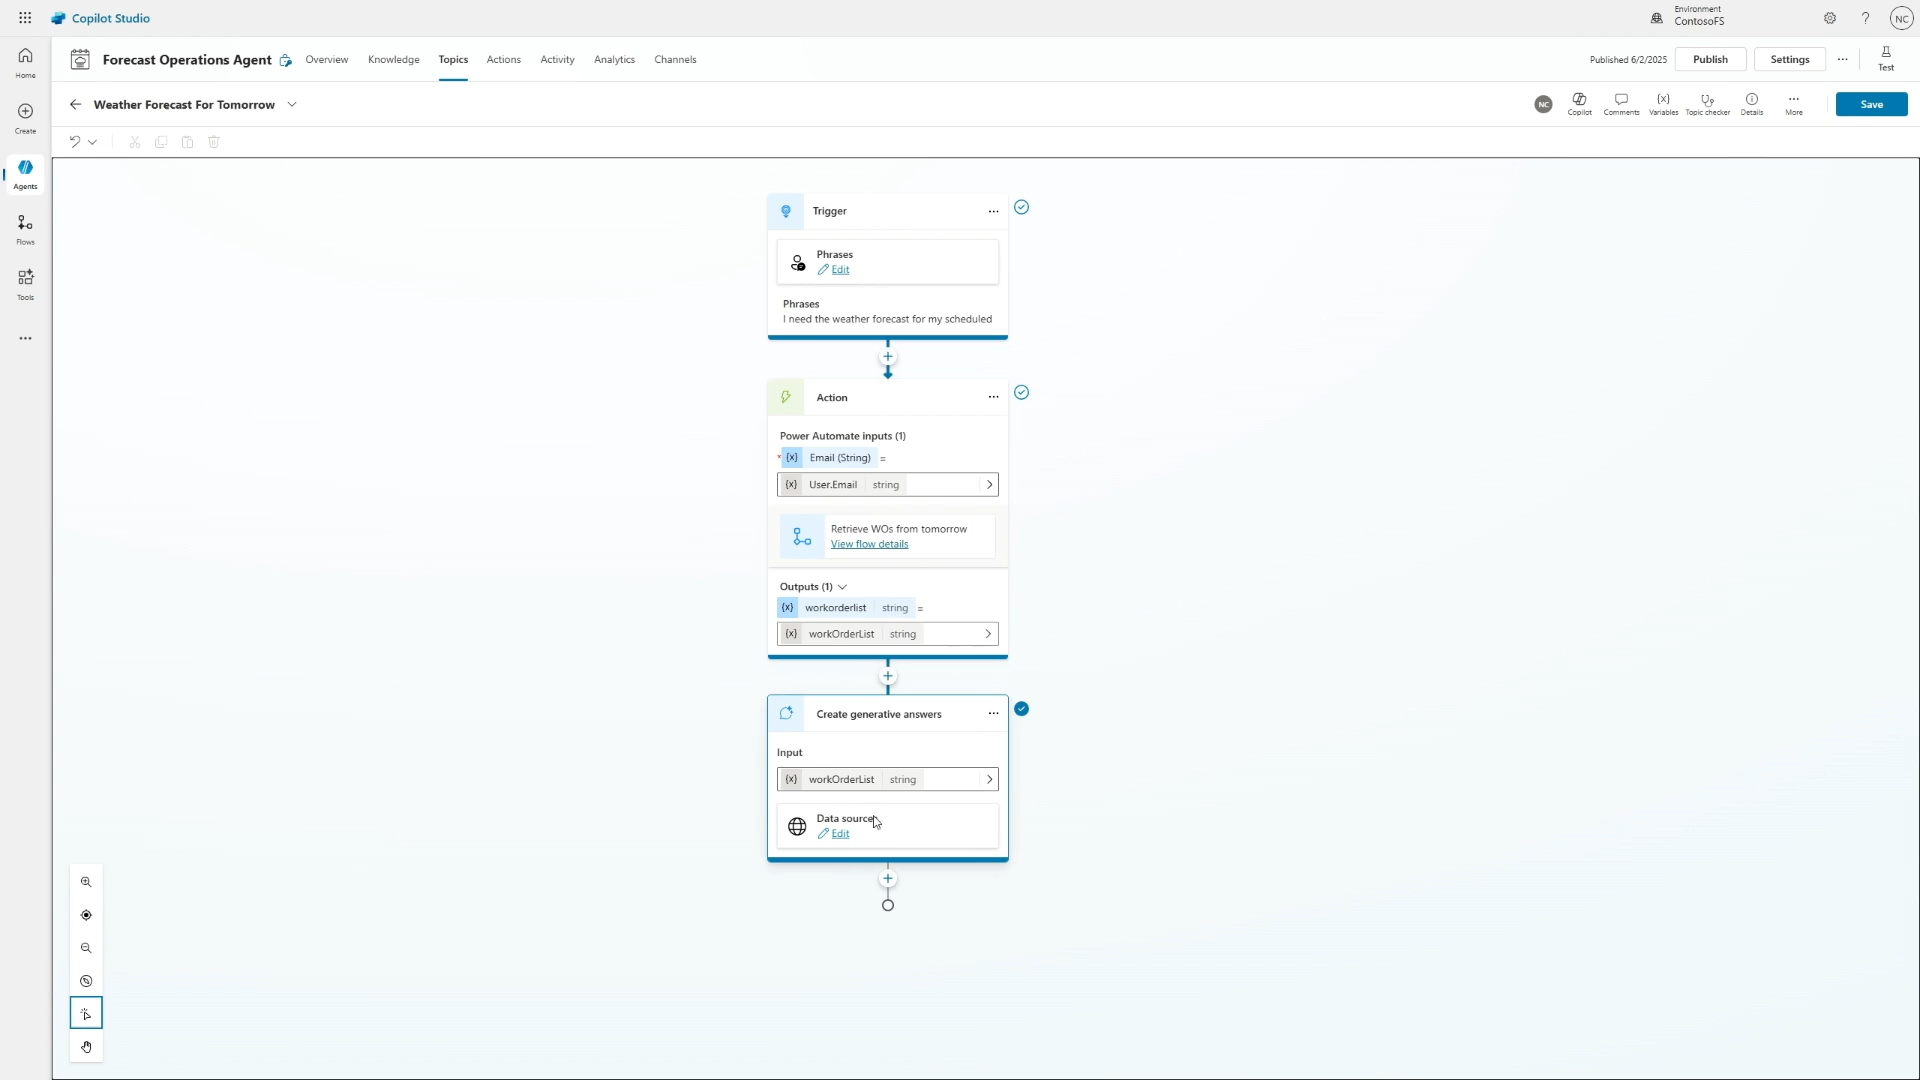 Copilot Studio
Environment
ContosoFS
NC
Forecast Operations Agent
Overview
Knowledge
Topics
Actions
Activity
Analytics
Channels
Published 6/2/2025
Publish
Settings
Test
Home
Create
Agents
Flows
Tools
Weather Forecast For Tomorrow
NC
Copilot
Comments
Variables
Topic checker
Details
More
Save
Trigger
Phrases
Edit
Phrases
I need the weather forecast for my scheduled
Action
Power Automate inputs (1)
* {x} Email (String) =
{x} User.Email string
Retrieve WOs from tomorrow
View flow details
Outputs (1)
{x} workorderlist string =
{x} workOrderList string
Create generative answers
Input
{x} workOrderList string
Data sources
Edit